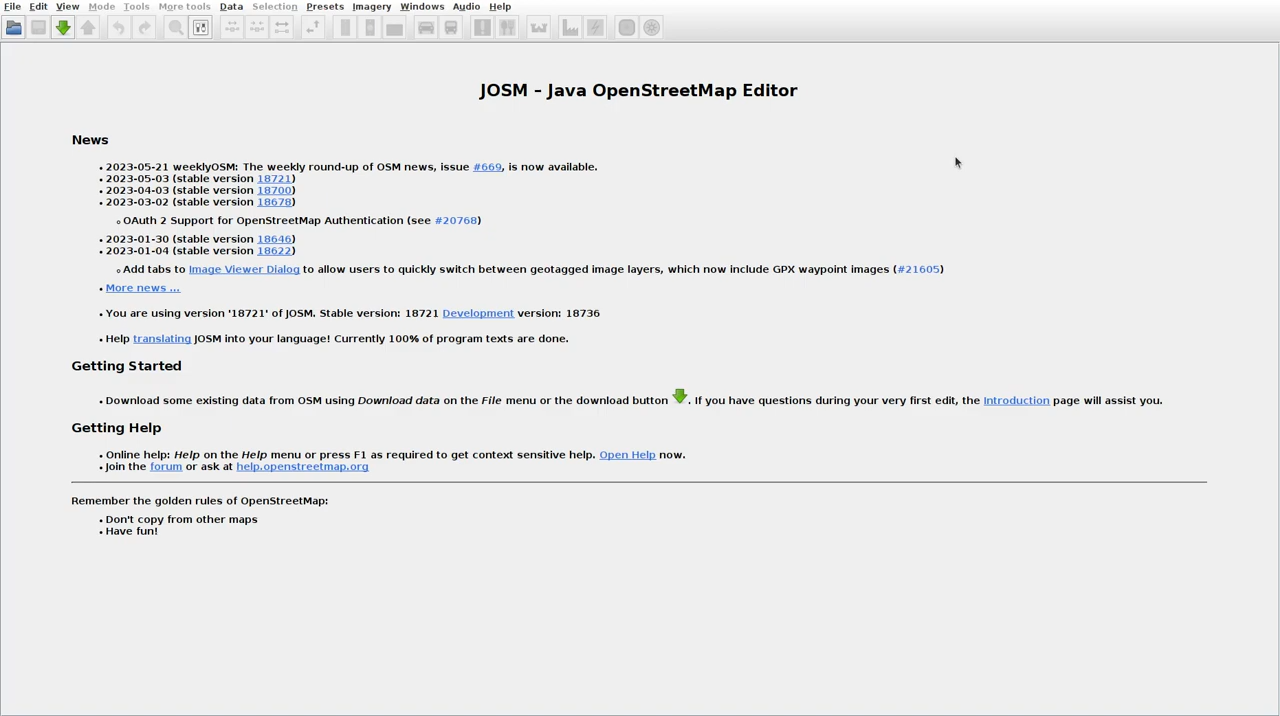 File Edit View Mode Tools More tools Data Selection Presets Imagery Windows Audio Help
JOSM – Java OpenStreetMap Editor
News
• 2023-05-21 weeklyOSM: The weekly round-up of OSM news, issue #669, is now available.
• 2023-05-03 (stable version 18721)
• 2023-04-03 (stable version 18700)
• 2023-03-02 (stable version 18678)
◦ OAuth 2 Support for OpenStreetMap Authentication (see #20768)
• 2023-01-30 (stable version 18646)
• 2023-01-04 (stable version 18622)
◦ Add tabs to Image Viewer Dialog to allow users to quickly switch between geotagged image layers, which now include GPX waypoint images (#21605)
• More news ...
• You are using version '18721' of JOSM. Stable version: 18721 Development version: 18736
• Help translating JOSM into your language! Currently 100% of program texts are done.
Getting Started
• Download some existing data from OSM using Download data on the File menu or the download button . If you have questions during your very first edit, the Introduction page will assist you.
Getting Help
• Online help: Help on the Help menu or press F1 as required to get context sensitive help. Open Help now.
• Join the forum or ask at help.openstreetmap.org
Remember the golden rules of OpenStreetMap:
• Don't copy from other maps
• Have fun!